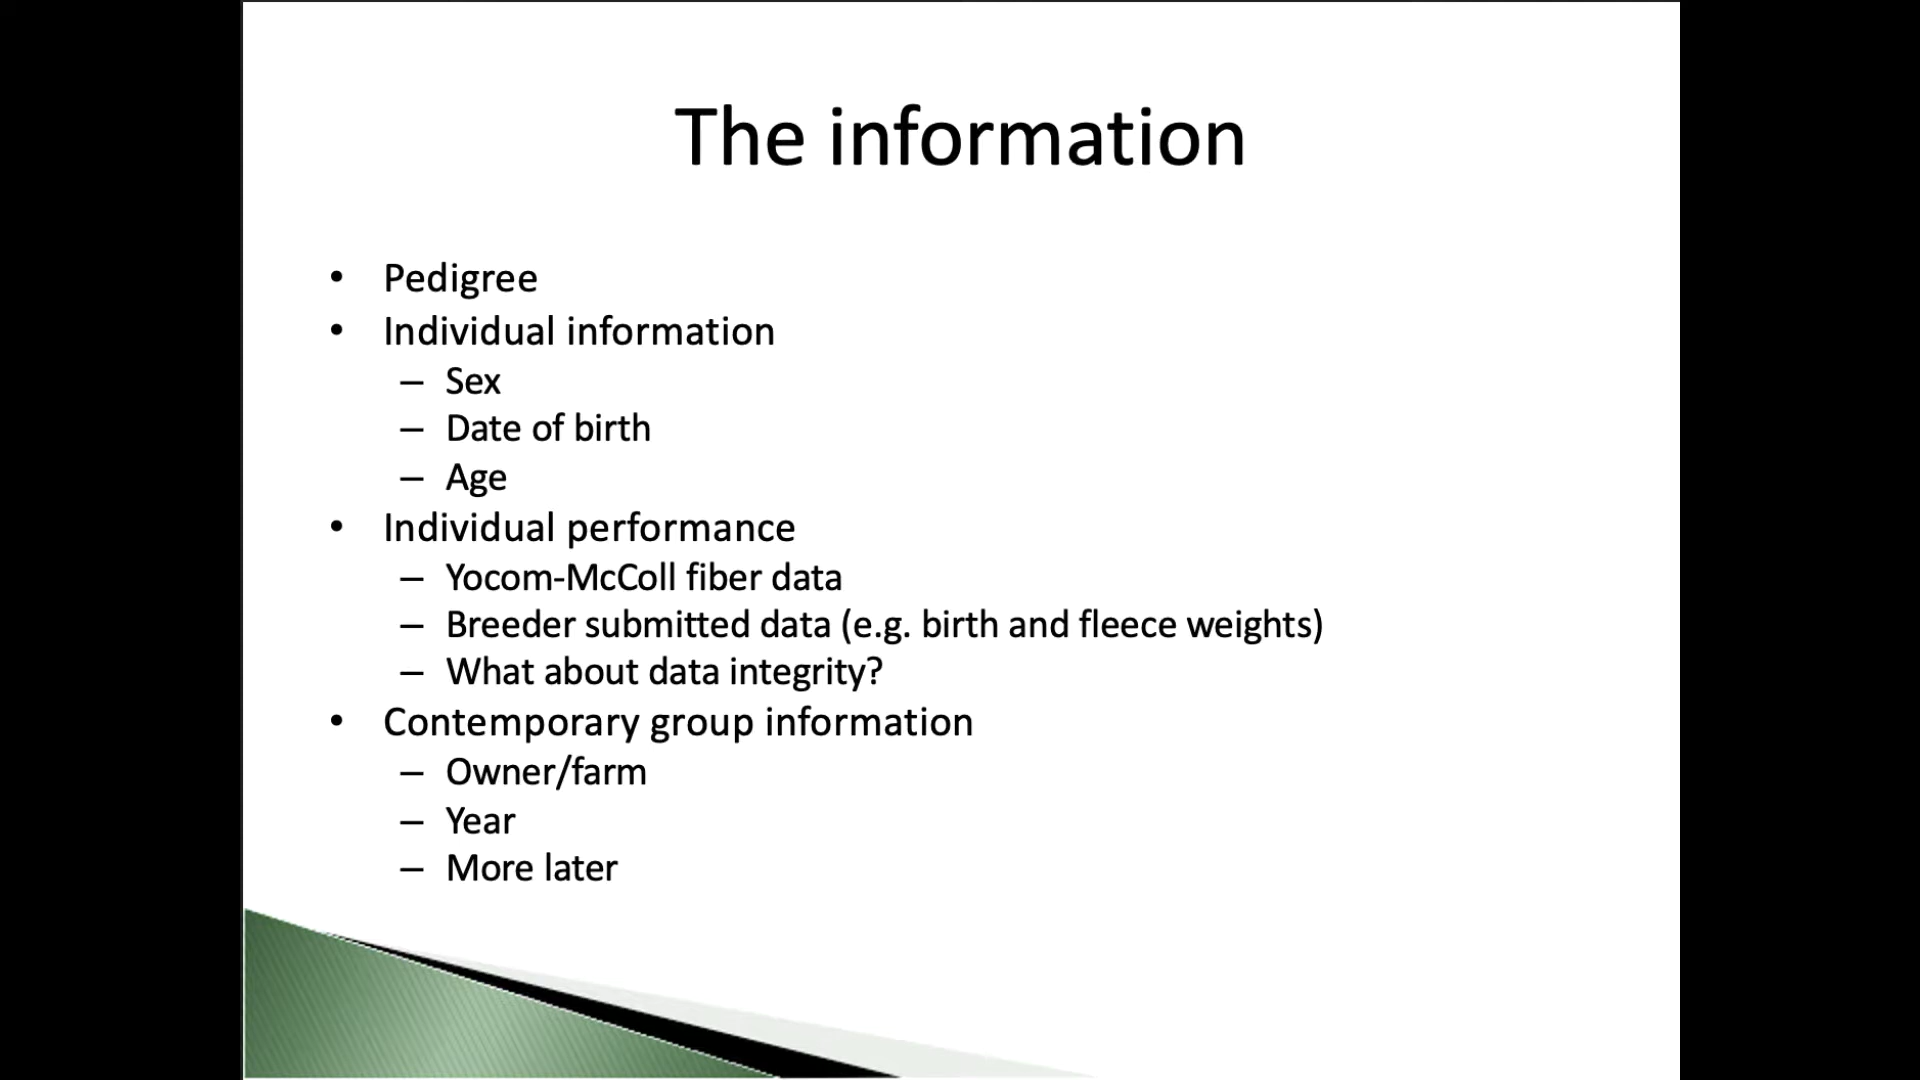 The information
• Pedigree
• Individual information
– Sex
– Date of birth
– Age
• Individual performance
– Yocom-McColl fiber data
– Breeder submitted data (e.g. birth and fleece weights)
– What about data integrity?
• Contemporary group information
– Owner/farm
– Year
– More later